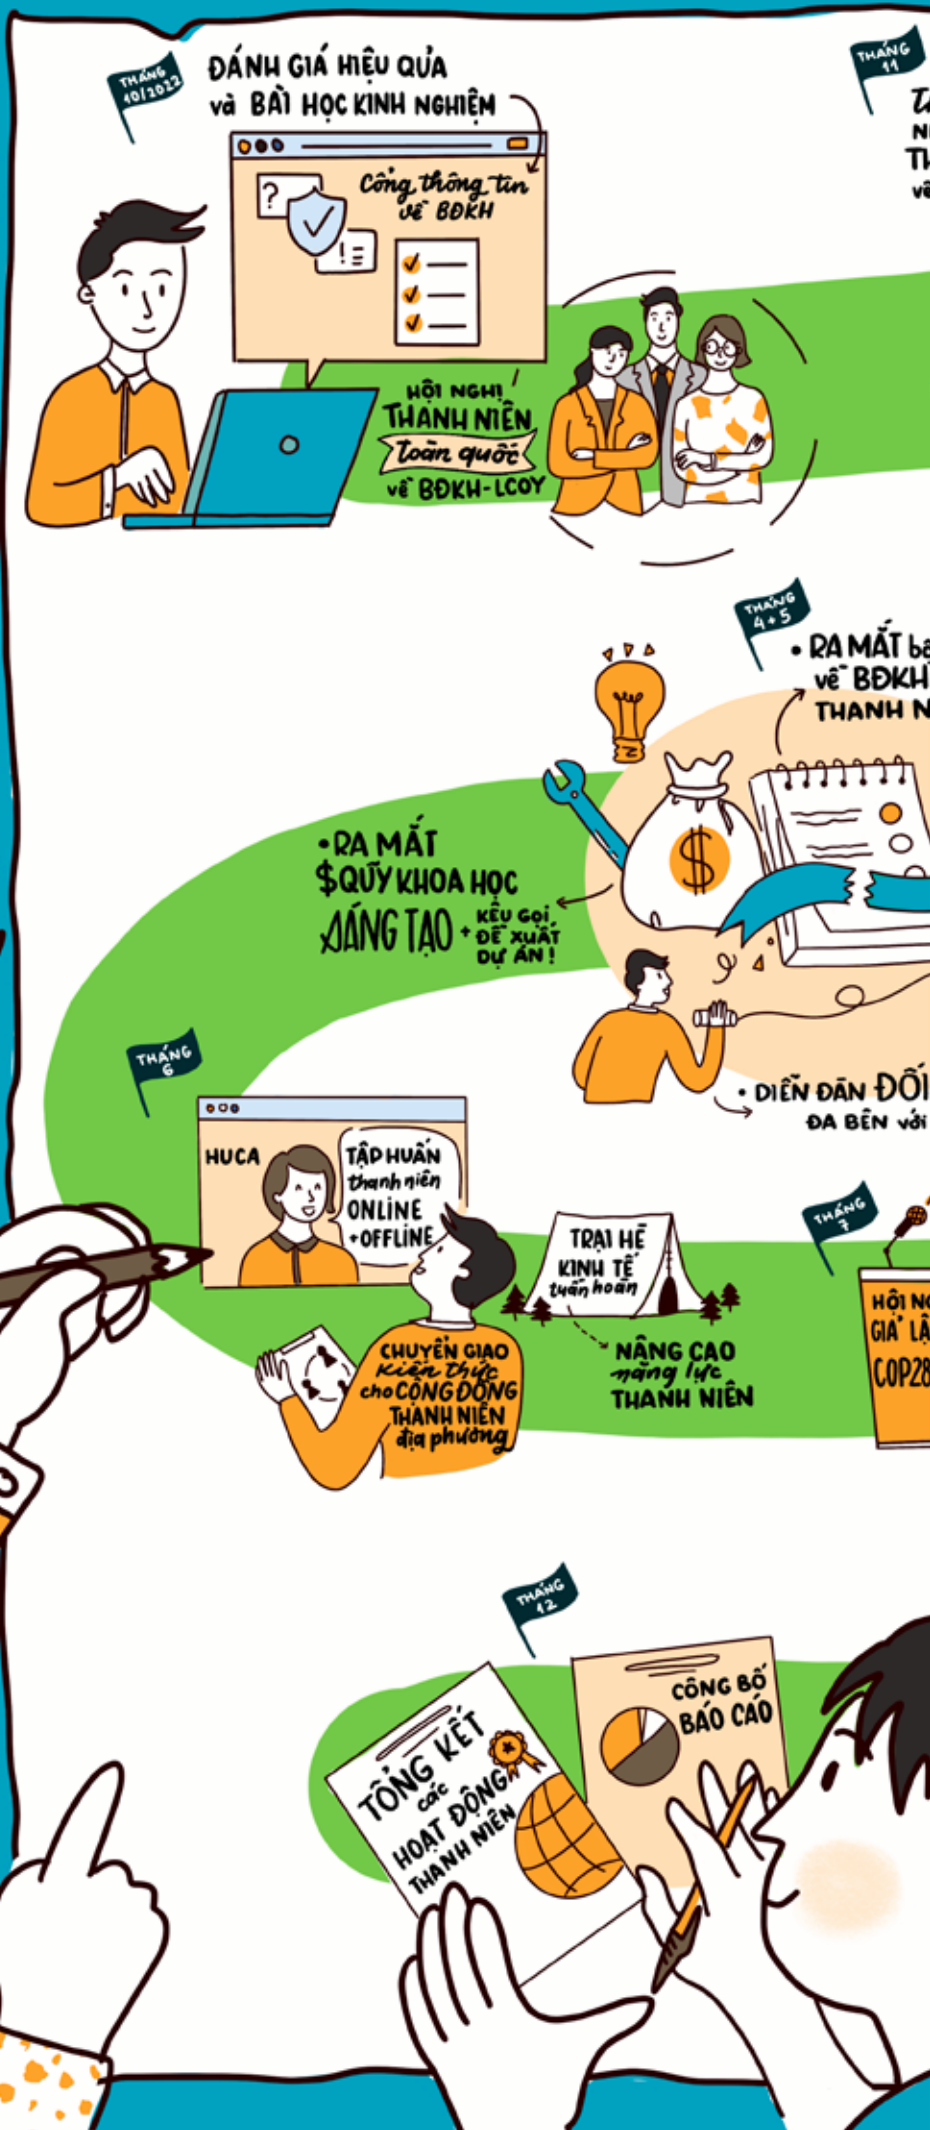 THÁNG
10/2022
ĐÁNH GIÁ HIỆU QỦA
và BÀI HỌC KINH NGHIỆM
?
Cổng thông tin
về BĐKH
!
HỘI NGHỊ
THANH NIÊN
toàn quốc
về BĐKH-LCOY
THÁNG
11
THÁNG
4+5
• RA MẮT
về BĐKH
THANH N
• RA MẮT
$ QUỸ KHOA HỌC
SÁNG TẠO
+ KÊU GỌI
ĐỀ XUẤT
DỰ ÁN!
$
• DIỄN ĐÀN ĐỐI
ĐA BÊN với
THÁNG
6
HUCA
TẬP HUẤN
thanh niên
ONLINE
+OFFLINE
CHUYỂN GIAO
kiến thức
cho CỘNG ĐỒNG
THANH NIÊN
địa phương
TRẠI HÈ
KINH TẾ
tuần hoàn
NÂNG CAO
năng lực
THANH NIÊN
THÁNG
7
HỘI NG
GIẢ LẬ
COP28
THÁNG
12
TỔNG KẾT
các
HOẠT ĐỘNG
THANH NIÊN
CÔNG BỐ
BÁO CÁO